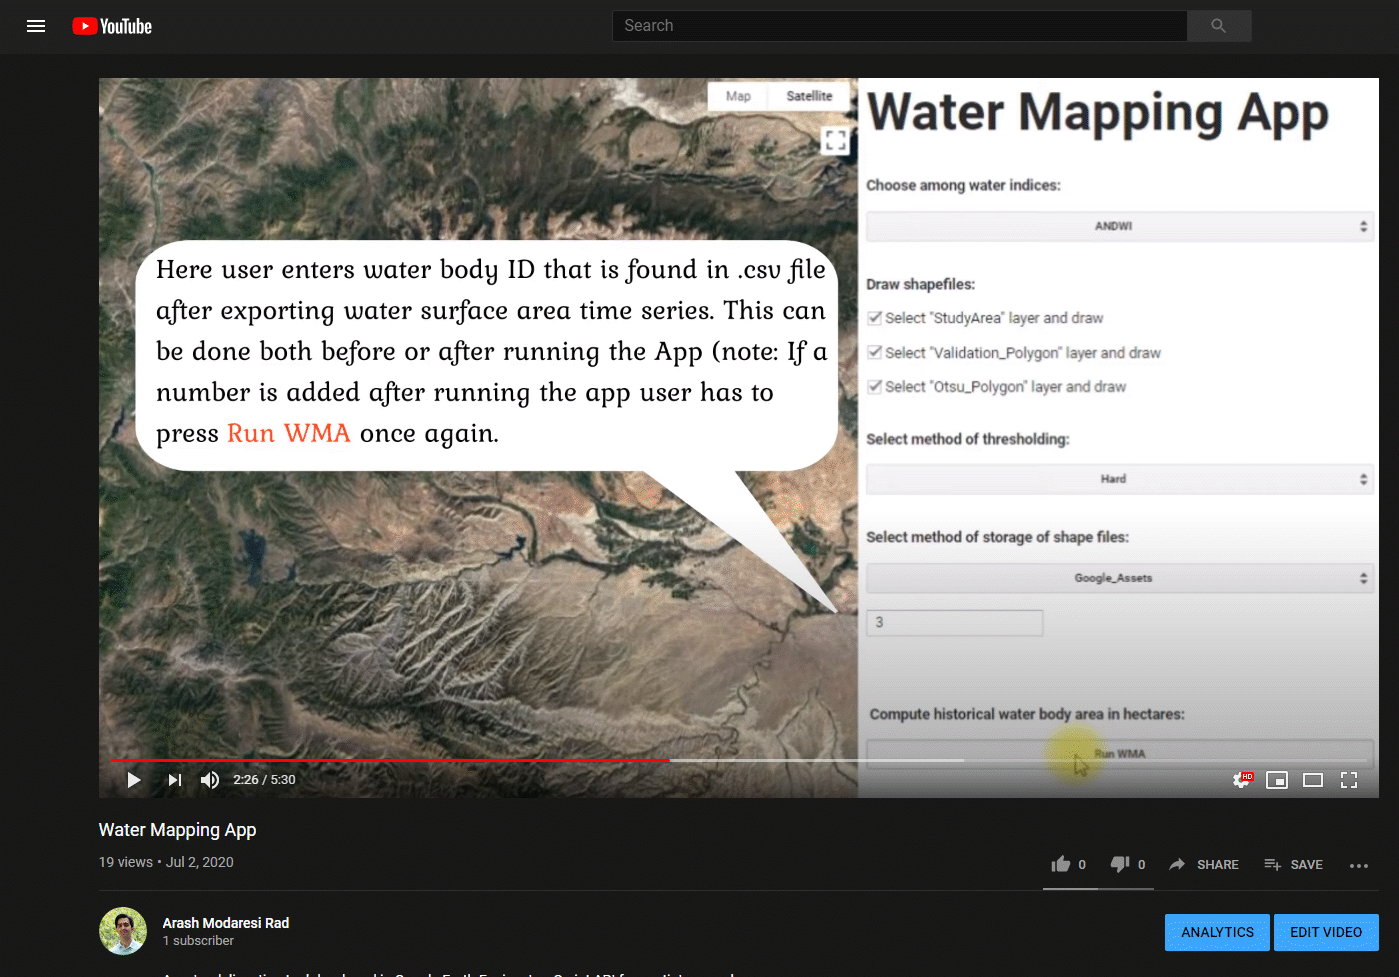 YouTube
Search
Map
Satellite
Water Mapping App
Choose among water indices:
ANDWI
Draw shapefiles:
Select "StudyArea" layer and draw
Select "Validation_Polygon" layer and draw
Select "Otsu_Polygon" layer and draw
Select method of thresholding:
Hard
Select method of storage of shape files:
Google_Assets
3
Compute historical water body area in hectares:
Run WMA
Here user enters water body ID that is found in .csv file
after exporting water surface area time series. This can
be done both before or after running the App (note: If a
number is added after running the app user has to
press Run WMA once again.
2:26 / 5:30
HD
Water Mapping App
19 views • Jul 2, 2020
0
0
SHARE
SAVE
Arash Modaresi Rad
1 subscriber
ANALYTICS
EDIT VIDEO